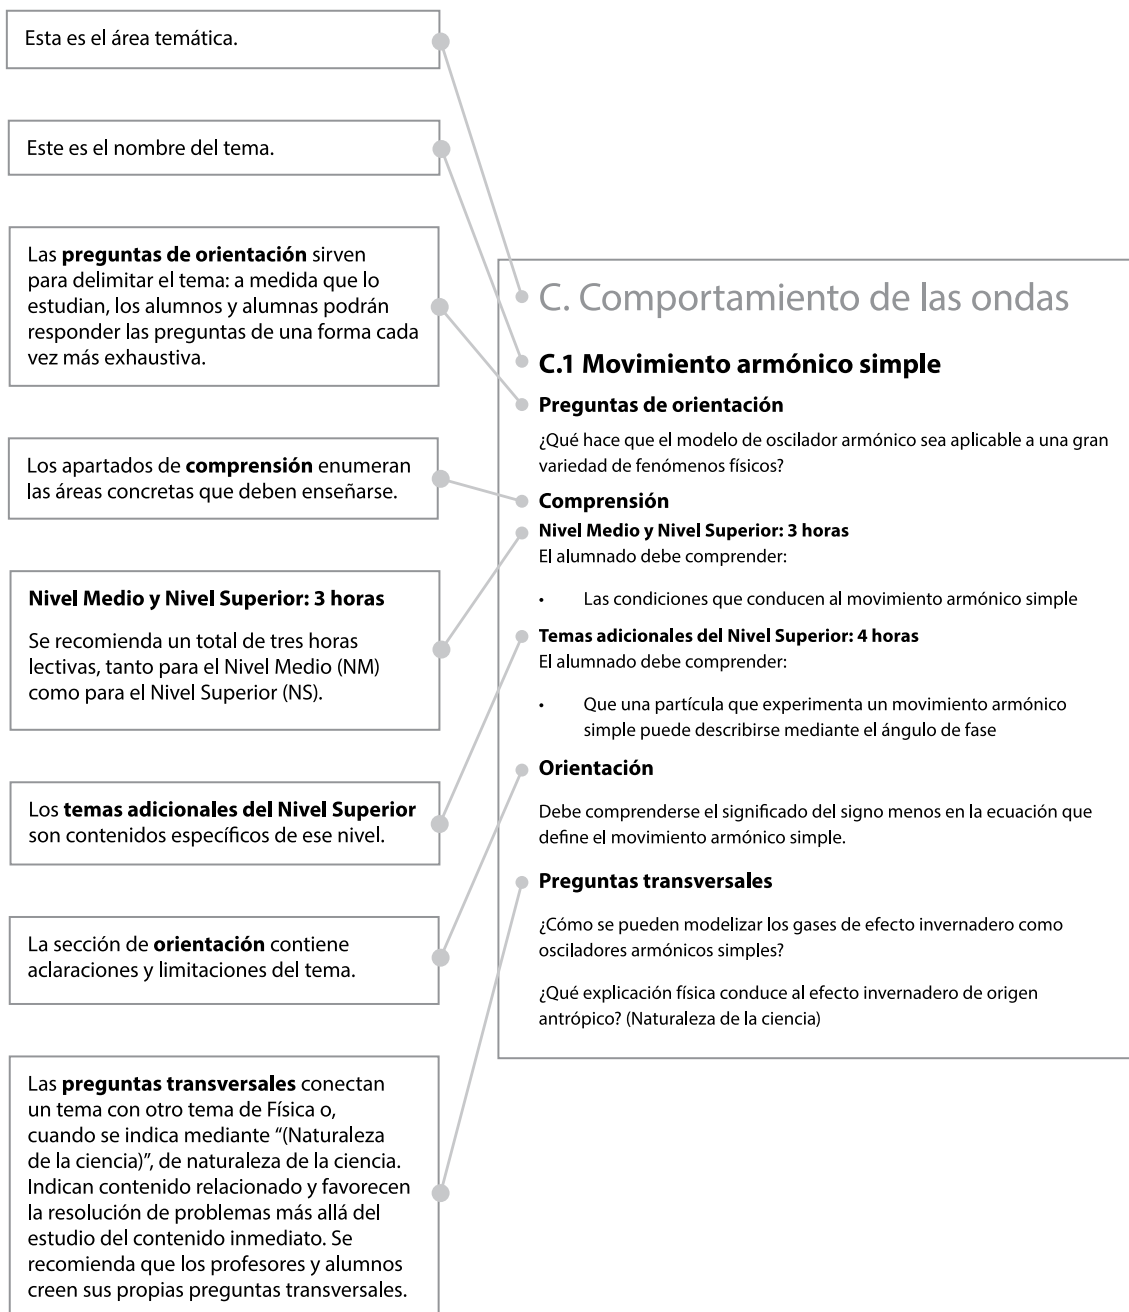 Esta es el área temática.
Este es el nombre del tema.
Las preguntas de orientación sirven
para delimitar el tema: a medida que lo
estudian, los alumnos y alumnas podrán
responder las preguntas de una forma cada
vez más exhaustiva.
Los apartados de comprensión enumeran
las áreas concretas que deben enseñarse.
Nivel Medio y Nivel Superior: 3 horas
Se recomienda un total de tres horas
lectivas, tanto para el Nivel Medio (NM)
como para el Nivel Superior (NS).
Los temas adicionales del Nivel Superior
son contenidos específicos de ese nivel.
La sección de orientación contiene
aclaraciones y limitaciones del tema.
Las preguntas transversales conectan
un tema con otro tema de Física o,
cuando se indica mediante “(Naturaleza
de la ciencia)”, de naturaleza de la ciencia.
Indican contenido relacionado y favorecen
la resolución de problemas más allá del
estudio del contenido inmediato. Se
recomienda que los profesores y alumnos
creen sus propias preguntas transversales.
C. Comportamiento de las ondas
C.1 Movimiento armónico simple
Preguntas de orientación
¿Qué hace que el modelo de oscilador armónico sea aplicable a una gran
variedad de fenómenos físicos?
Comprensión
Nivel Medio y Nivel Superior: 3 horas
El alumnado debe comprender:
• Las condiciones que conducen al movimiento armónico simple
Temas adicionales del Nivel Superior: 4 horas
El alumnado debe comprender:
• Que una partícula que experimenta un movimiento armónico
simple puede describirse mediante el ángulo de fase
Orientación
Debe comprenderse el significado del signo menos en la ecuación que
define el movimiento armónico simple.
Preguntas transversales
¿Cómo se pueden modelizar los gases de efecto invernadero como
osciladores armónicos simples?
¿Qué explicación física conduce al efecto invernadero de origen
antrópico? (Naturaleza de la ciencia)